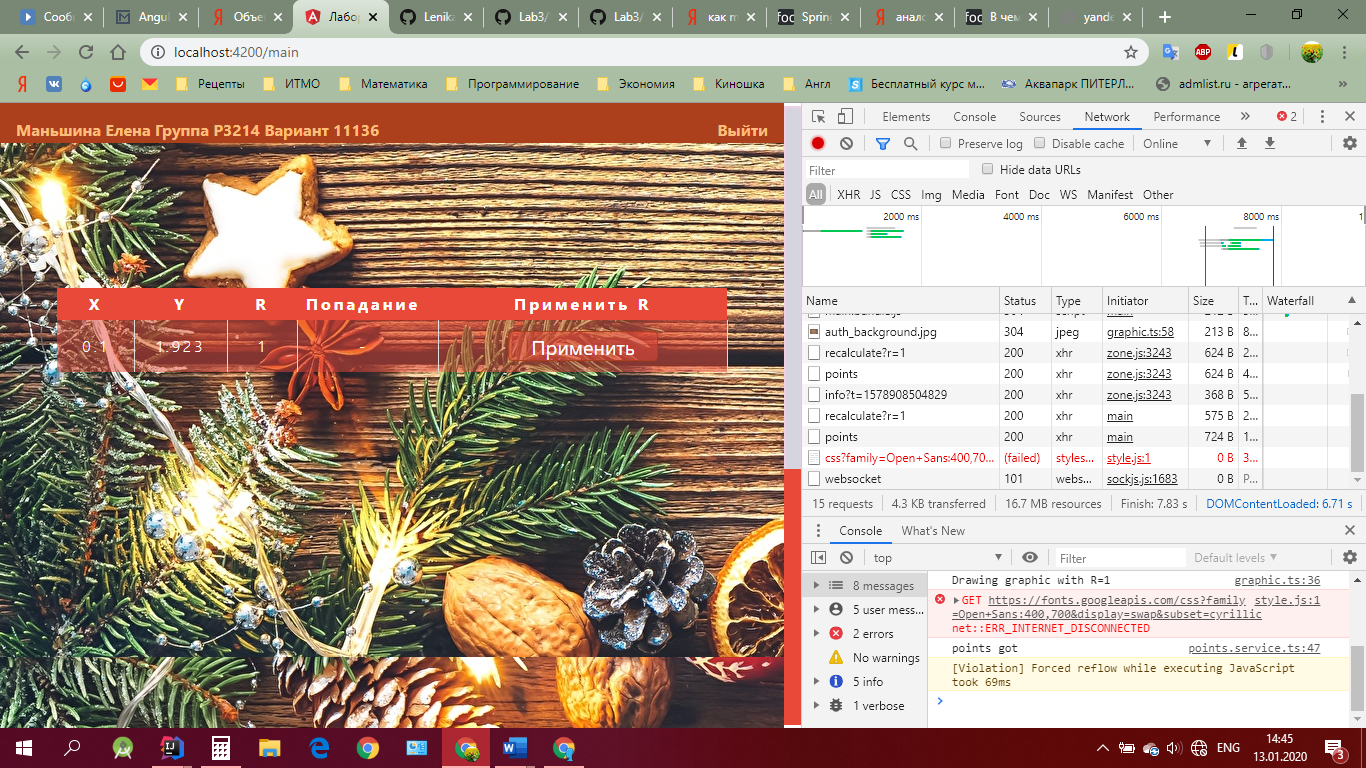 Сооб
Angul
Объе
Лабор
Lenika
Lab3/
Lab3/
как m
Sprin
анало
В чем
yande
localhost:4200/main
Рецепты
ИТМО
Математика
Программирование
Экономия
Киношка
Англ
Бесплатный курс м...
Аквапарк ПИТЕРЛ...
admlist.ru - агрегат...
»
Маньшина Елена Группа P3214 Вариант 11136
Выйти
X Y R Попадание Применить R
0.1 1.923 1 - Применить
Elements Console Sources Network Performance » 2
Preserve log Disable cache Online
Filter Hide data URLs
All XHR JS CSS Img Media Font Doc WS Manifest Other
2000 ms 4000 ms 6000 ms 8000 ms 1
Name Status Type Initiator Size T... Waterfall
auth_background.jpg 304 jpeg graphic.ts:58 213 B 8...
recalculate?r=1 200 xhr zone.js:3243 624 B 2...
points 200 xhr zone.js:3243 624 B 4...
info?t=1578908504829 200 xhr zone.js:3243 368 B 5...
recalculate?r=1 200 xhr main 575 B 2...
points 200 xhr main 724 B 1...
css?family=Open+Sans:400,70... (failed) styles... style.js:1 0 B 3...
websocket 101 webs... sockjs.js:1683 0 B P...
15 requests 4.3 KB transferred 16.7 MB resources Finish: 7.83 s DOMContentLoaded: 6.71 s
Console What's New
top Filter Default levels
8 messages
5 user mess...
2 errors
No warnings
5 info
1 verbose
Drawing graphic with R=1 graphic.ts:36
GET https://fonts.googleapis.com/css?family style.js:1
=Open+Sans:400,700&display=swap&subset=cyrillic
net::ERR_INTERNET_DISCONNECTED
points got points.service.ts:47
[Violation] Forced reflow while executing JavaScript
took 69ms
ENG
14:45
13.01.2020
3